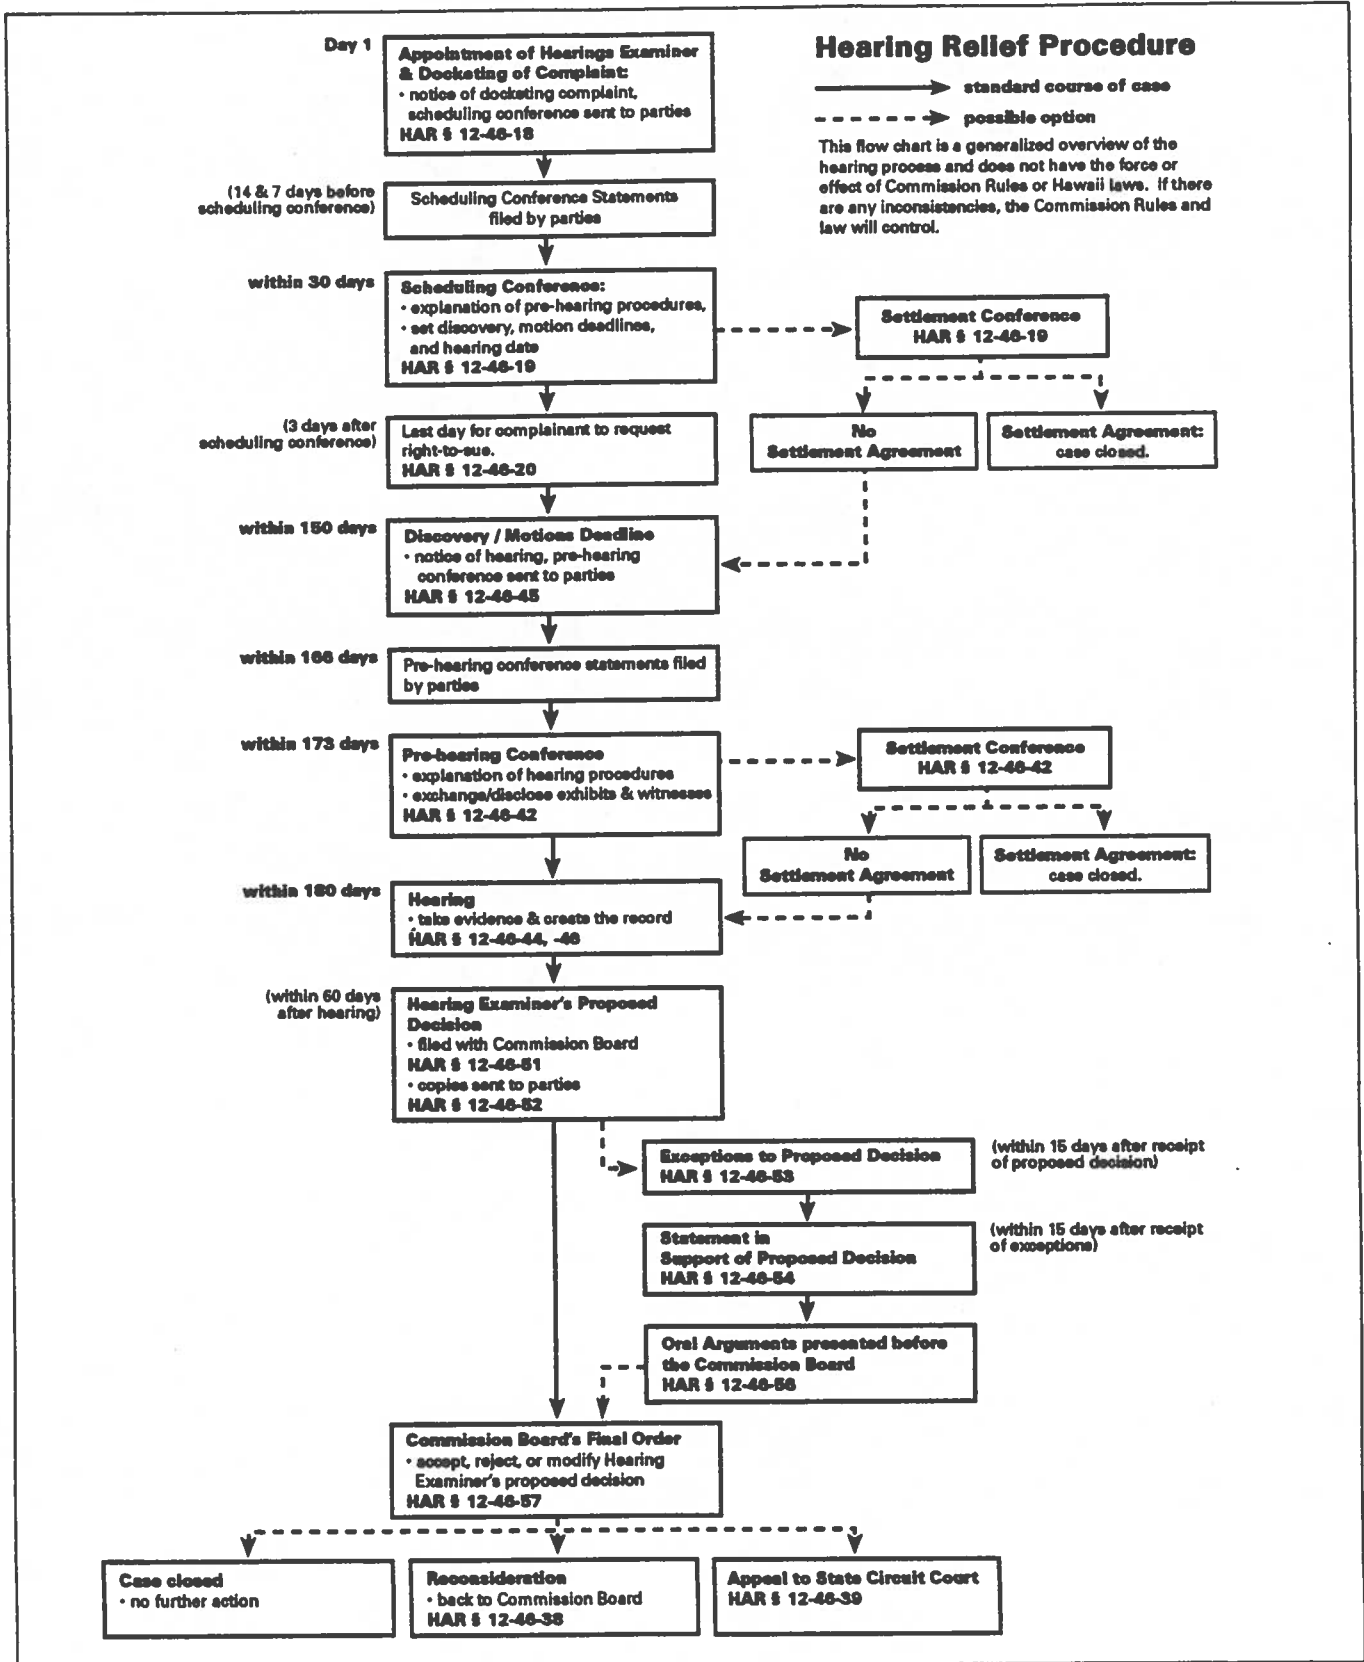 Hearing Relief Procedure
standard course of case
possible option
This flow chart is a generalized overview of the
hearing process and does not have the force or
effect of Commission Rules or Hawaii laws. If there
are any inconsistencies, the Commission Rules and
law will control.
Day 1
Appointment of Hearings Examiner
& Docketing of Complaint:
• notice of docketing complaint,
scheduling conference sent to parties
HAR § 12-46-18
(14 & 7 days before
scheduling conference)
Scheduling Conference Statements
filed by parties
within 30 days
Scheduling Conference:
• explanation of pre-hearing procedures,
• set discovery, motion deadlines,
and hearing date
HAR § 12-46-19
Settlement Conference
HAR § 12-46-19
No
Settlement Agreement
Settlement Agreement:
case closed.
(3 days after
scheduling conference)
Last day for complainant to request
right-to-sue.
HAR § 12-46-20
within 150 days
Discovery / Motions Deadline
• notice of hearing, pre-hearing
conference sent to parties
HAR § 12-46-45
within 166 days
Pre-hearing conference statements filed
by parties
within 173 days
Pre-hearing Conference
• explanation of hearing procedures
• exchange/disclose exhibits & witnesses
HAR § 12-46-42
Settlement Conference
HAR § 12-46-42
No
Settlement Agreement
Settlement Agreement:
case closed.
within 180 days
Hearing
• take evidence & create the record
HAR § 12-46-44, -46
(within 60 days
after hearing)
Hearing Examiner's Proposed
Decision
• filed with Commission Board
HAR § 12-46-51
• copies sent to parties
HAR § 12-46-52
Exceptions to Proposed Decision
HAR § 12-46-53
(within 15 days after receipt
of proposed decision)
Statement in
Support of Proposed Decision
HAR § 12-46-54
(within 15 days after receipt
of exceptions)
Oral Arguments presented before
the Commission Board
HAR § 12-46-56
Commission Board's Final Order
• accept, reject, or modify Hearing
Examiner's proposed decision
HAR § 12-46-57
Case closed
• no further action
Reconsideration
• back to Commission Board
HAR § 12-46-38
Appeal to State Circuit Court
HAR § 12-46-39